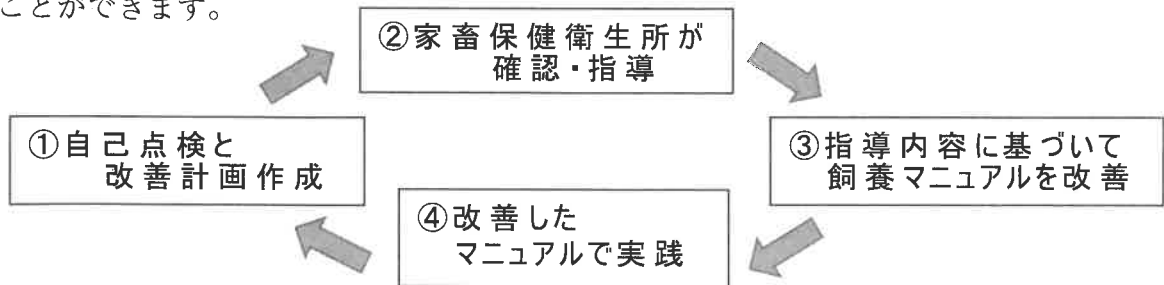 ことができます。
②家畜保健衛生所が
確認・指導
①自己点検と
改善計画作成
③指導内容に基づいて
飼養マニュアルを改善
④改善した
マニュアルで実践